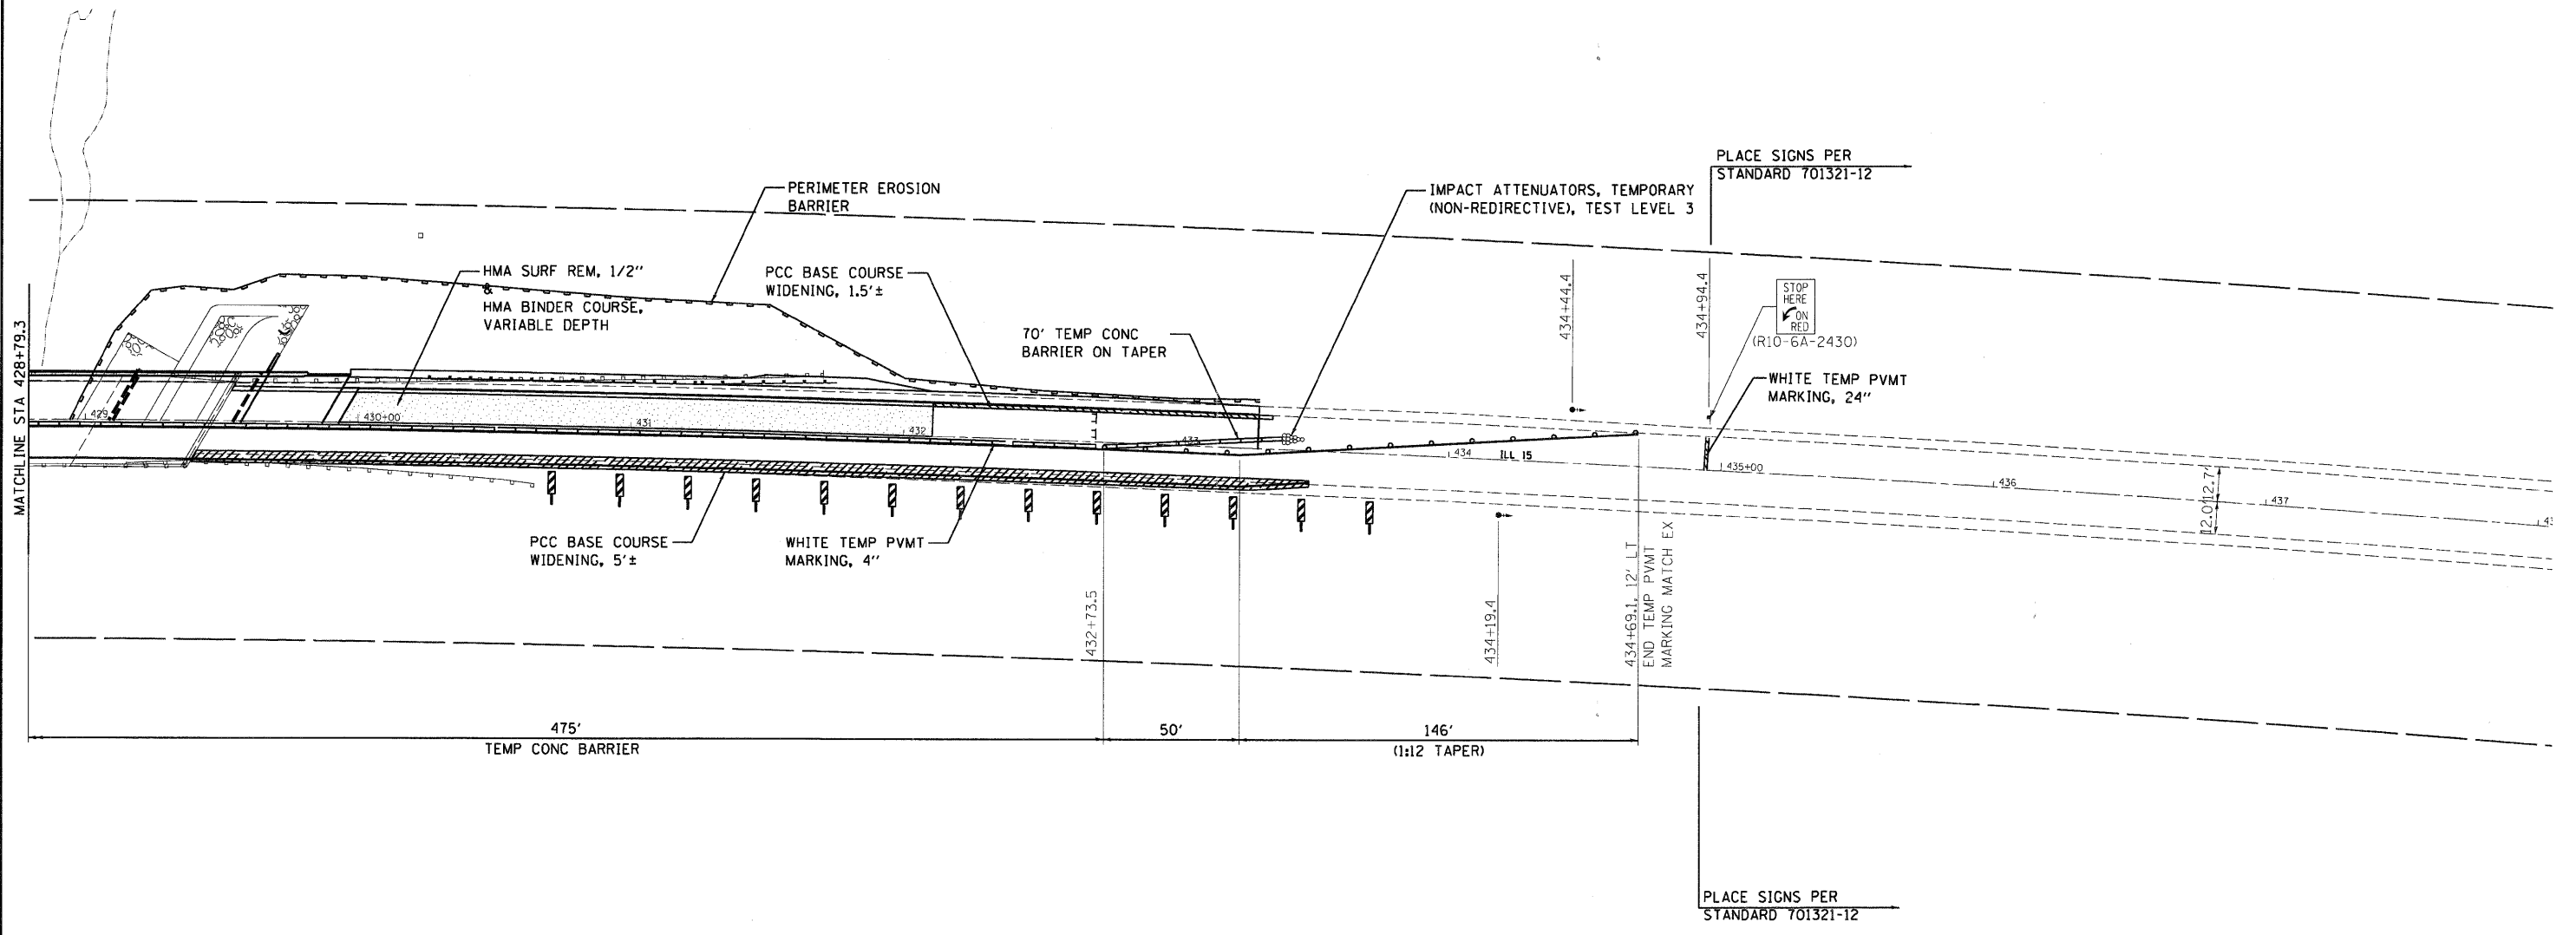 PLACE SIGNS PER
STANDARD 701321-12
PERIMETER EROSION
BARRIER
IMPACT ATTENUATORS, TEMPORARY
(NON-REDIRECTIVE), TEST LEVEL 3
HMA SURF REM, 1/2"
&
HMA BINDER COURSE,
VARIABLE DEPTH
PCC BASE COURSE
WIDENING, 1.5'±
70' TEMP CONC
BARRIER ON TAPER
434+44.4
434+94.4
STOP
HERE
ON
RED
(R10-6A-2430)
WHITE TEMP PVMT
MARKING, 24"
MATCHLINE STA 428+79.3
429
430+00
431
432
433
434
ILL 15
435+00
436
437
12.7'
12.0'
PCC BASE COURSE
WIDENING, 5'±
WHITE TEMP PVMT
MARKING, 4"
432+73.5
434+19.4
434+69.1, 12' LT
END TEMP PVMT
MARKING MATCH EX
475'
TEMP CONC BARRIER
50'
146'
(1:12 TAPER)
PLACE SIGNS PER
STANDARD 701321-12